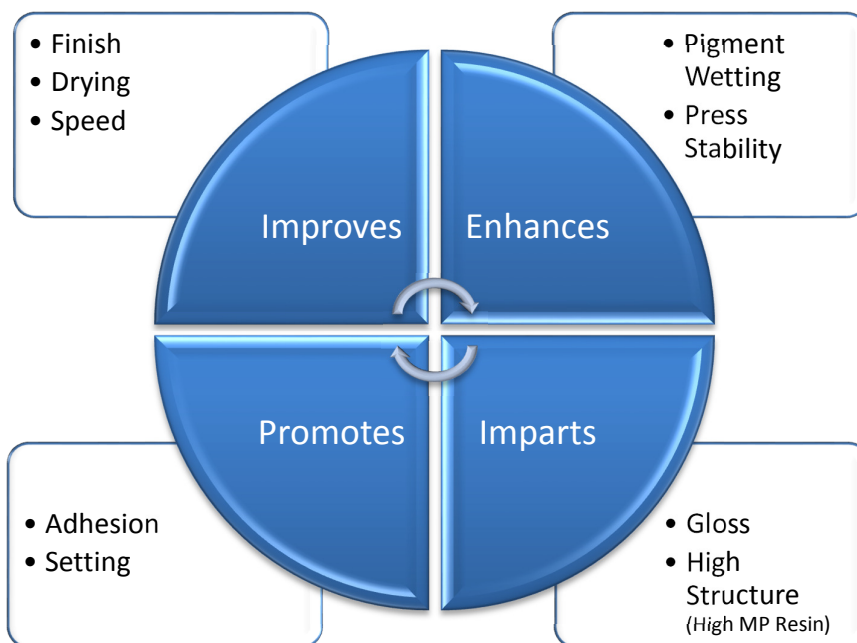 • Finish
• Drying
• Speed
• Pigment
Wetting
• Press
Stability
Improves
Enhances
Promotes
Imparts
• Adhesion
• Setting
• Gloss
• High
Structure
(High MP Resin)